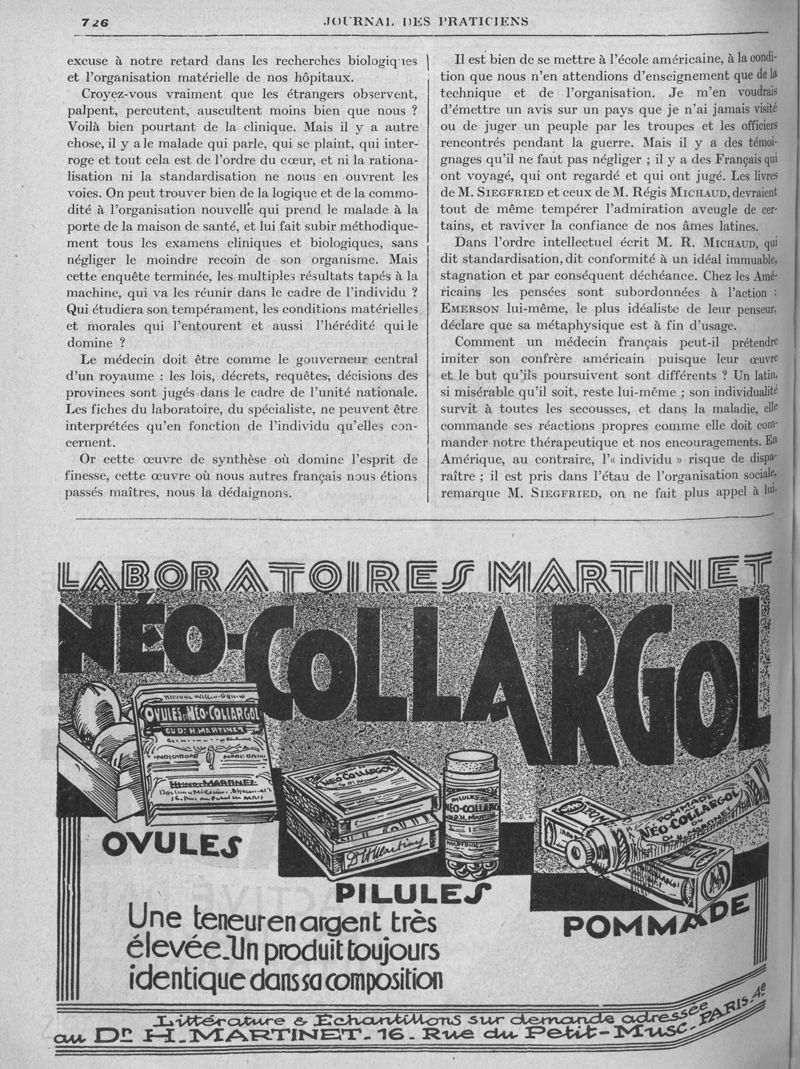 726
JOURNAL DES PRATICIENS
excuse à notre retard dans les recherches biologiques
et l'organisation matérielle de nos hôpitaux.
Croyez-vous vraiment que les étrangers observent,
palpent, percutent, auscultent moins bien que nous ?
Voilà bien pourtant de la clinique. Mais il y a autre
chose, il y a le malade qui parle, qui se plaint, qui inter-
roge et tout cela est de l'ordre du cœur, et ni la rationa-
lisation ni la standardisation ne nous en ouvrent les
voies. On peut trouver bien de la logique et de la commo-
dité à l'organisation nouvelle qui prend le malade à la
porte de la maison de santé, et lui fait subir méthodique-
ment tous les examens cliniques et biologiques, sans
négliger le moindre recoin de son organisme. Mais
cette enquête terminée, les multiples résultats tapés à la
machine, qui va les réunir dans le cadre de l'individu ?
Qui étudiera son tempérament, les conditions matérielles
et morales qui l'entourent et aussi l'hérédité qui le
domine ?
Le médecin doit être comme le gouverneur central
d'un royaume : les lois, décrets, requêtes, décisions des
provinces sont jugés dans le cadre de l'unité nationale.
Les fiches du laboratoire, du spécialiste, ne peuvent être
interprétées qu'en fonction de l'individu qu'elles con-
cernent.
Or cette œuvre de synthèse où domine l'esprit de
finesse, cette œuvre où nous autres français nous étions
passés maîtres, nous la dédaignons.
Il est bien de se mettre à l'école américaine, à la condi-
tion que nous n'en attendions d'enseignement que de la
technique et de l'organisation. Je m'en voudrais
d'émettre un avis sur un pays que je n'ai jamais visité
ou de juger un peuple par les troupes et les officiers
rencontrés pendant la guerre. Mais il y a des témoi-
gnages qu'il ne faut pas négliger ; il y a des Français qui
ont voyagé, qui ont regardé et qui ont jugé. Les livres
de M. SIEGFRIED et ceux de M. Régis MICHAUD, devraient
tout de même tempérer l'admiration aveugle de cer-
tains, et raviver la confiance de nos âmes latines.
Dans l'ordre intellectuel écrit M. R. MICHAUD, qui
dit standardisation, dit conformité à un idéal immuable,
stagnation et par conséquent déchéance. Chez les Amé-
ricains les pensées sont subordonnées à l'action :
EMERSON lui-même, le plus idéaliste de leur penseur,
déclare que sa métaphysique est à fin d'usage.
Comment un médecin français peut-il prétendre
imiter son confrère américain puisque leur œuvre
et le but qu'ils poursuivent sont différents ? Un latin,
si misérable qu'il soit, reste lui-même ; son individualité
survit à toutes les secousses, et dans la maladie, elle
commande ses réactions propres comme elle doit com-
mander notre thérapeutique et nos encouragements. En
Amérique, au contraire, l'« individu » risque de dispa-
raître ; il est pris dans l'étau de l'organisation sociale,
remarque M. SIEGFRIED, on ne fait plus appel à lui-
LABORATOIRES MARTINET
NÉO-COLLARGOL
OVULES NÉO-COLLARGOL
DU Dr H. MARTINET
INDICATIONS
Henri MARTINET
OVULES
NÉO-COLLARGOL
Dr H Martinet
PILULES
NÉO-COLLARGOL
PILULES
POMMADE
NÉO-COLLARGOL
DU
Dr H. MARTINET
POMMADE
Une teneur en argent très
élevée_Un produit toujours
identique dans sa composition
Littérature & Echantillons sur demande adressée
au Dr H_MARTINET_16_Rue du Petit-Musc_PARIS_4e